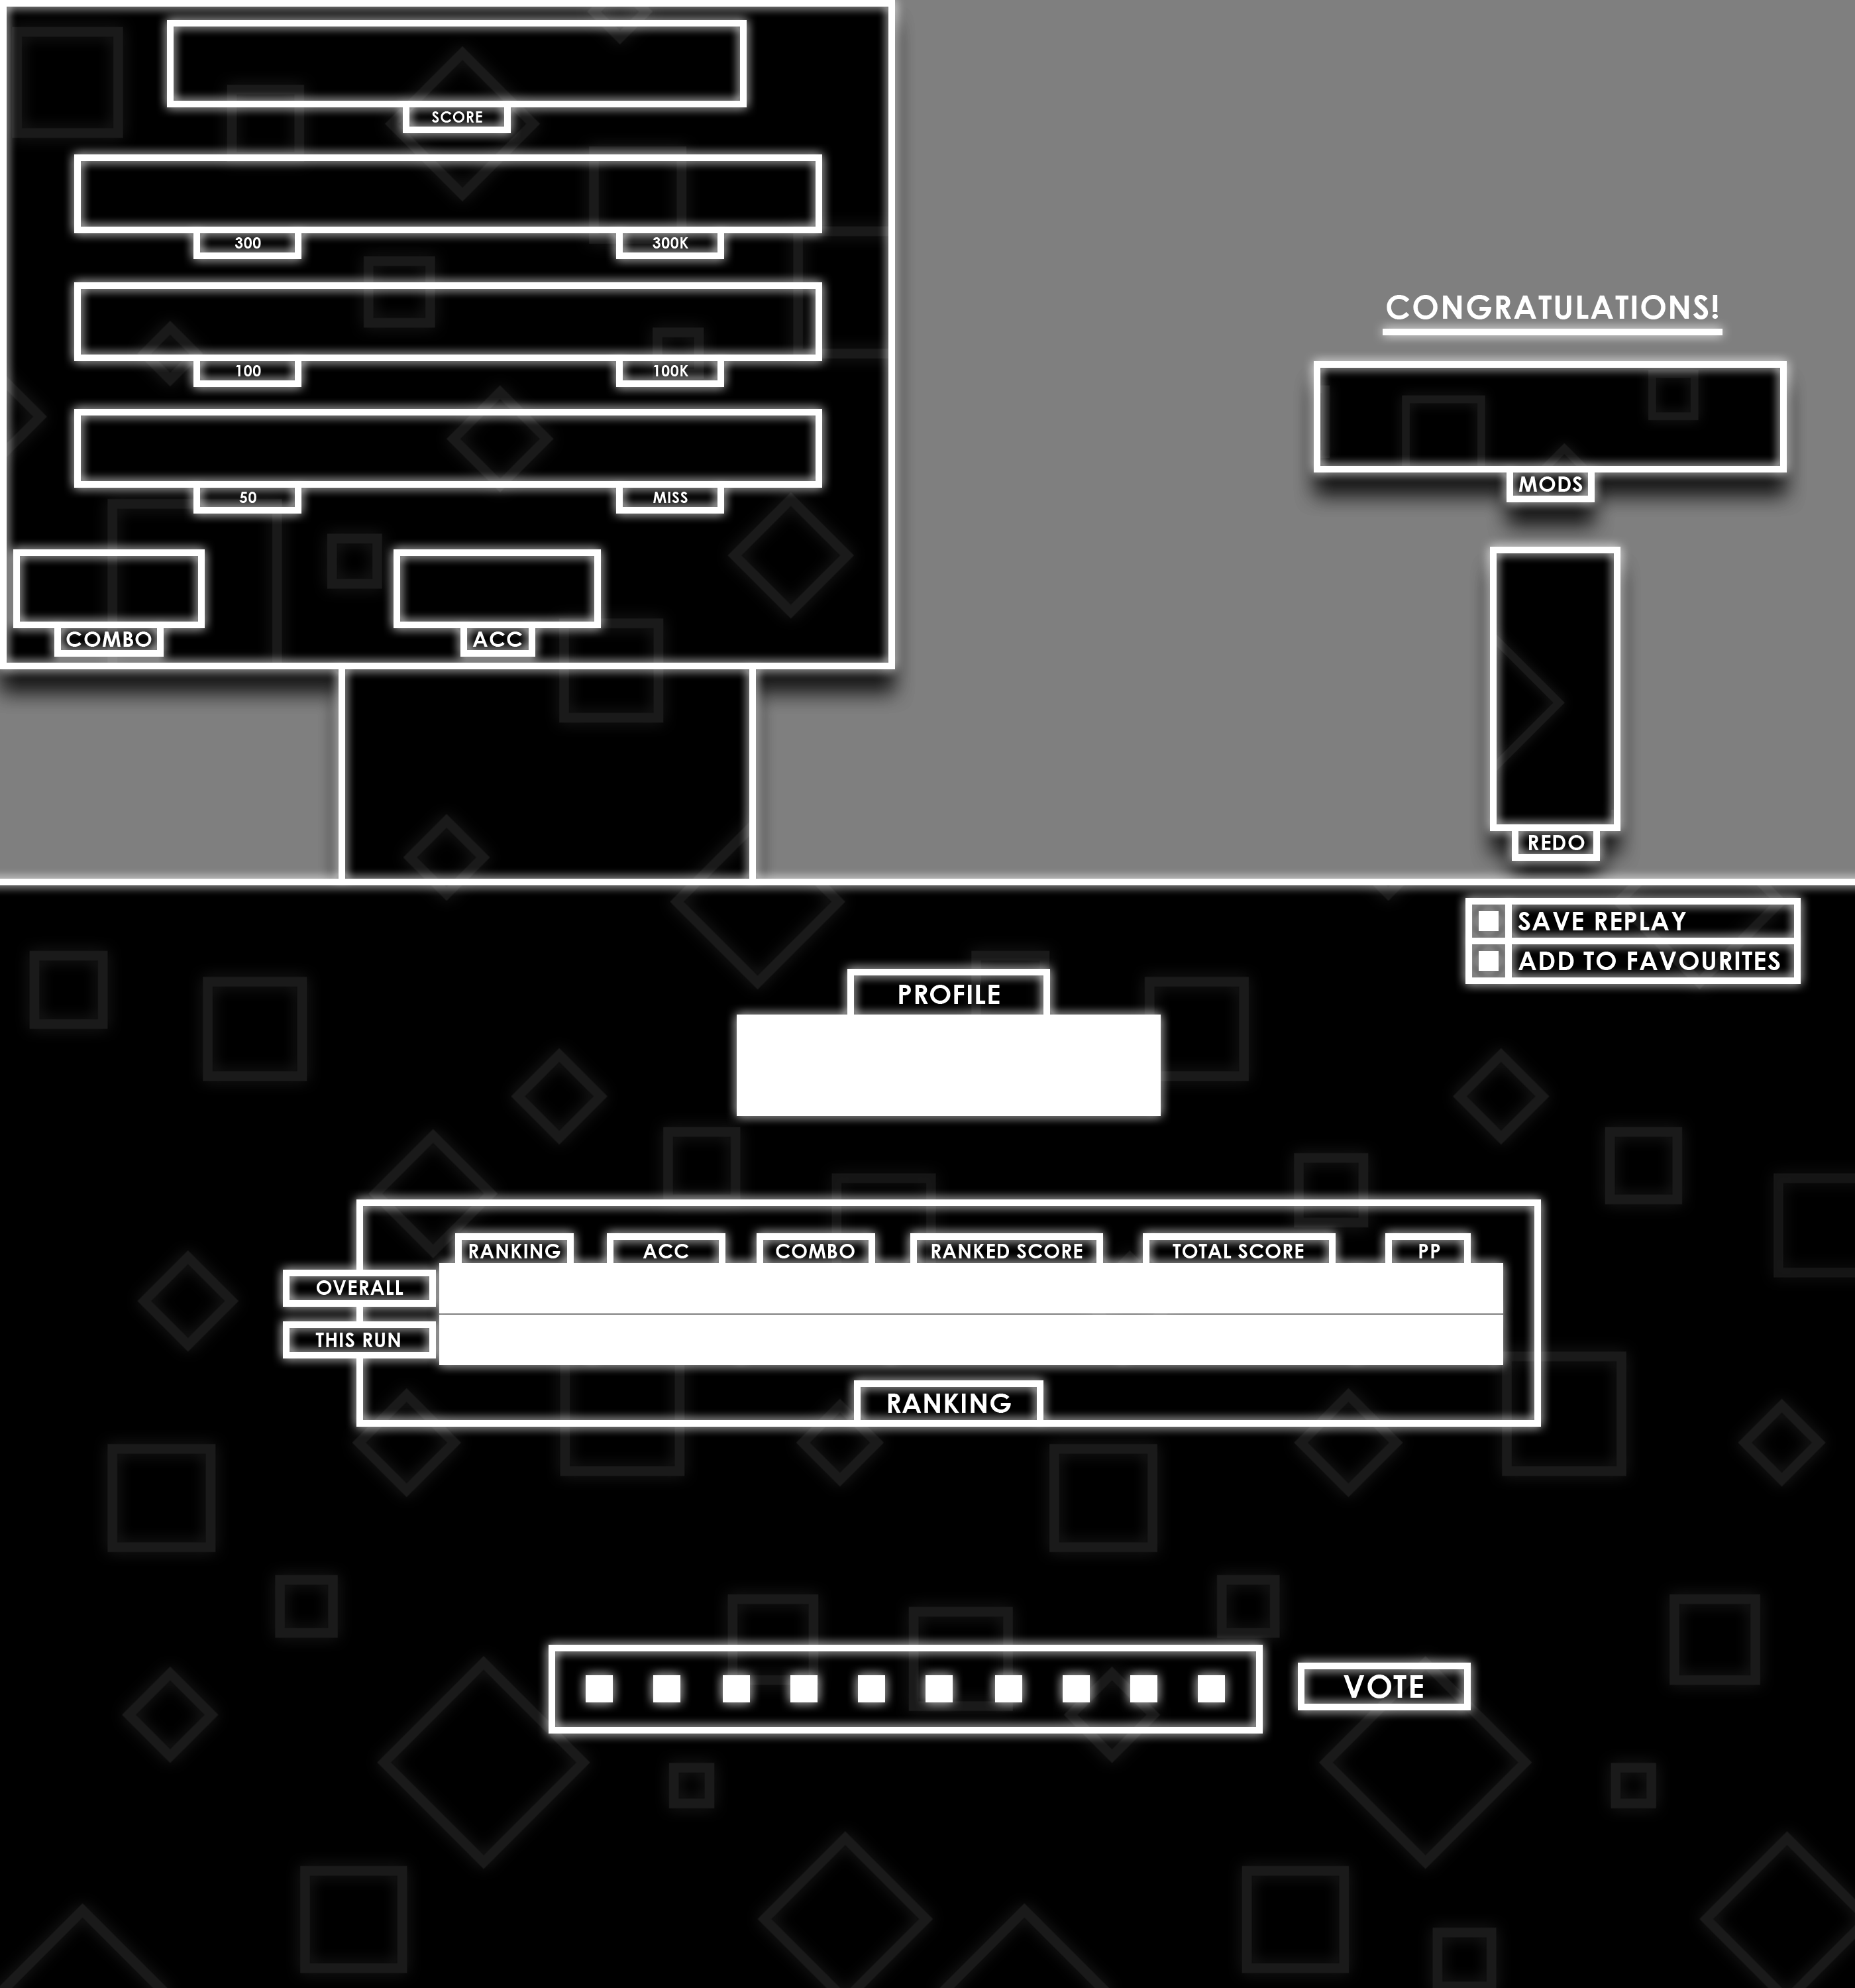 SCORE
300 300K
100 100K
50 MISS
COMBO ACC
CONGRATULATIONS!
MODS
REDO
SAVE REPLAY
ADD TO FAVOURITES
PROFILE
RANKING ACC COMBO RANKED SCORE TOTAL SCORE PP
OVERALL
THIS RUN
RANKING
VOTE